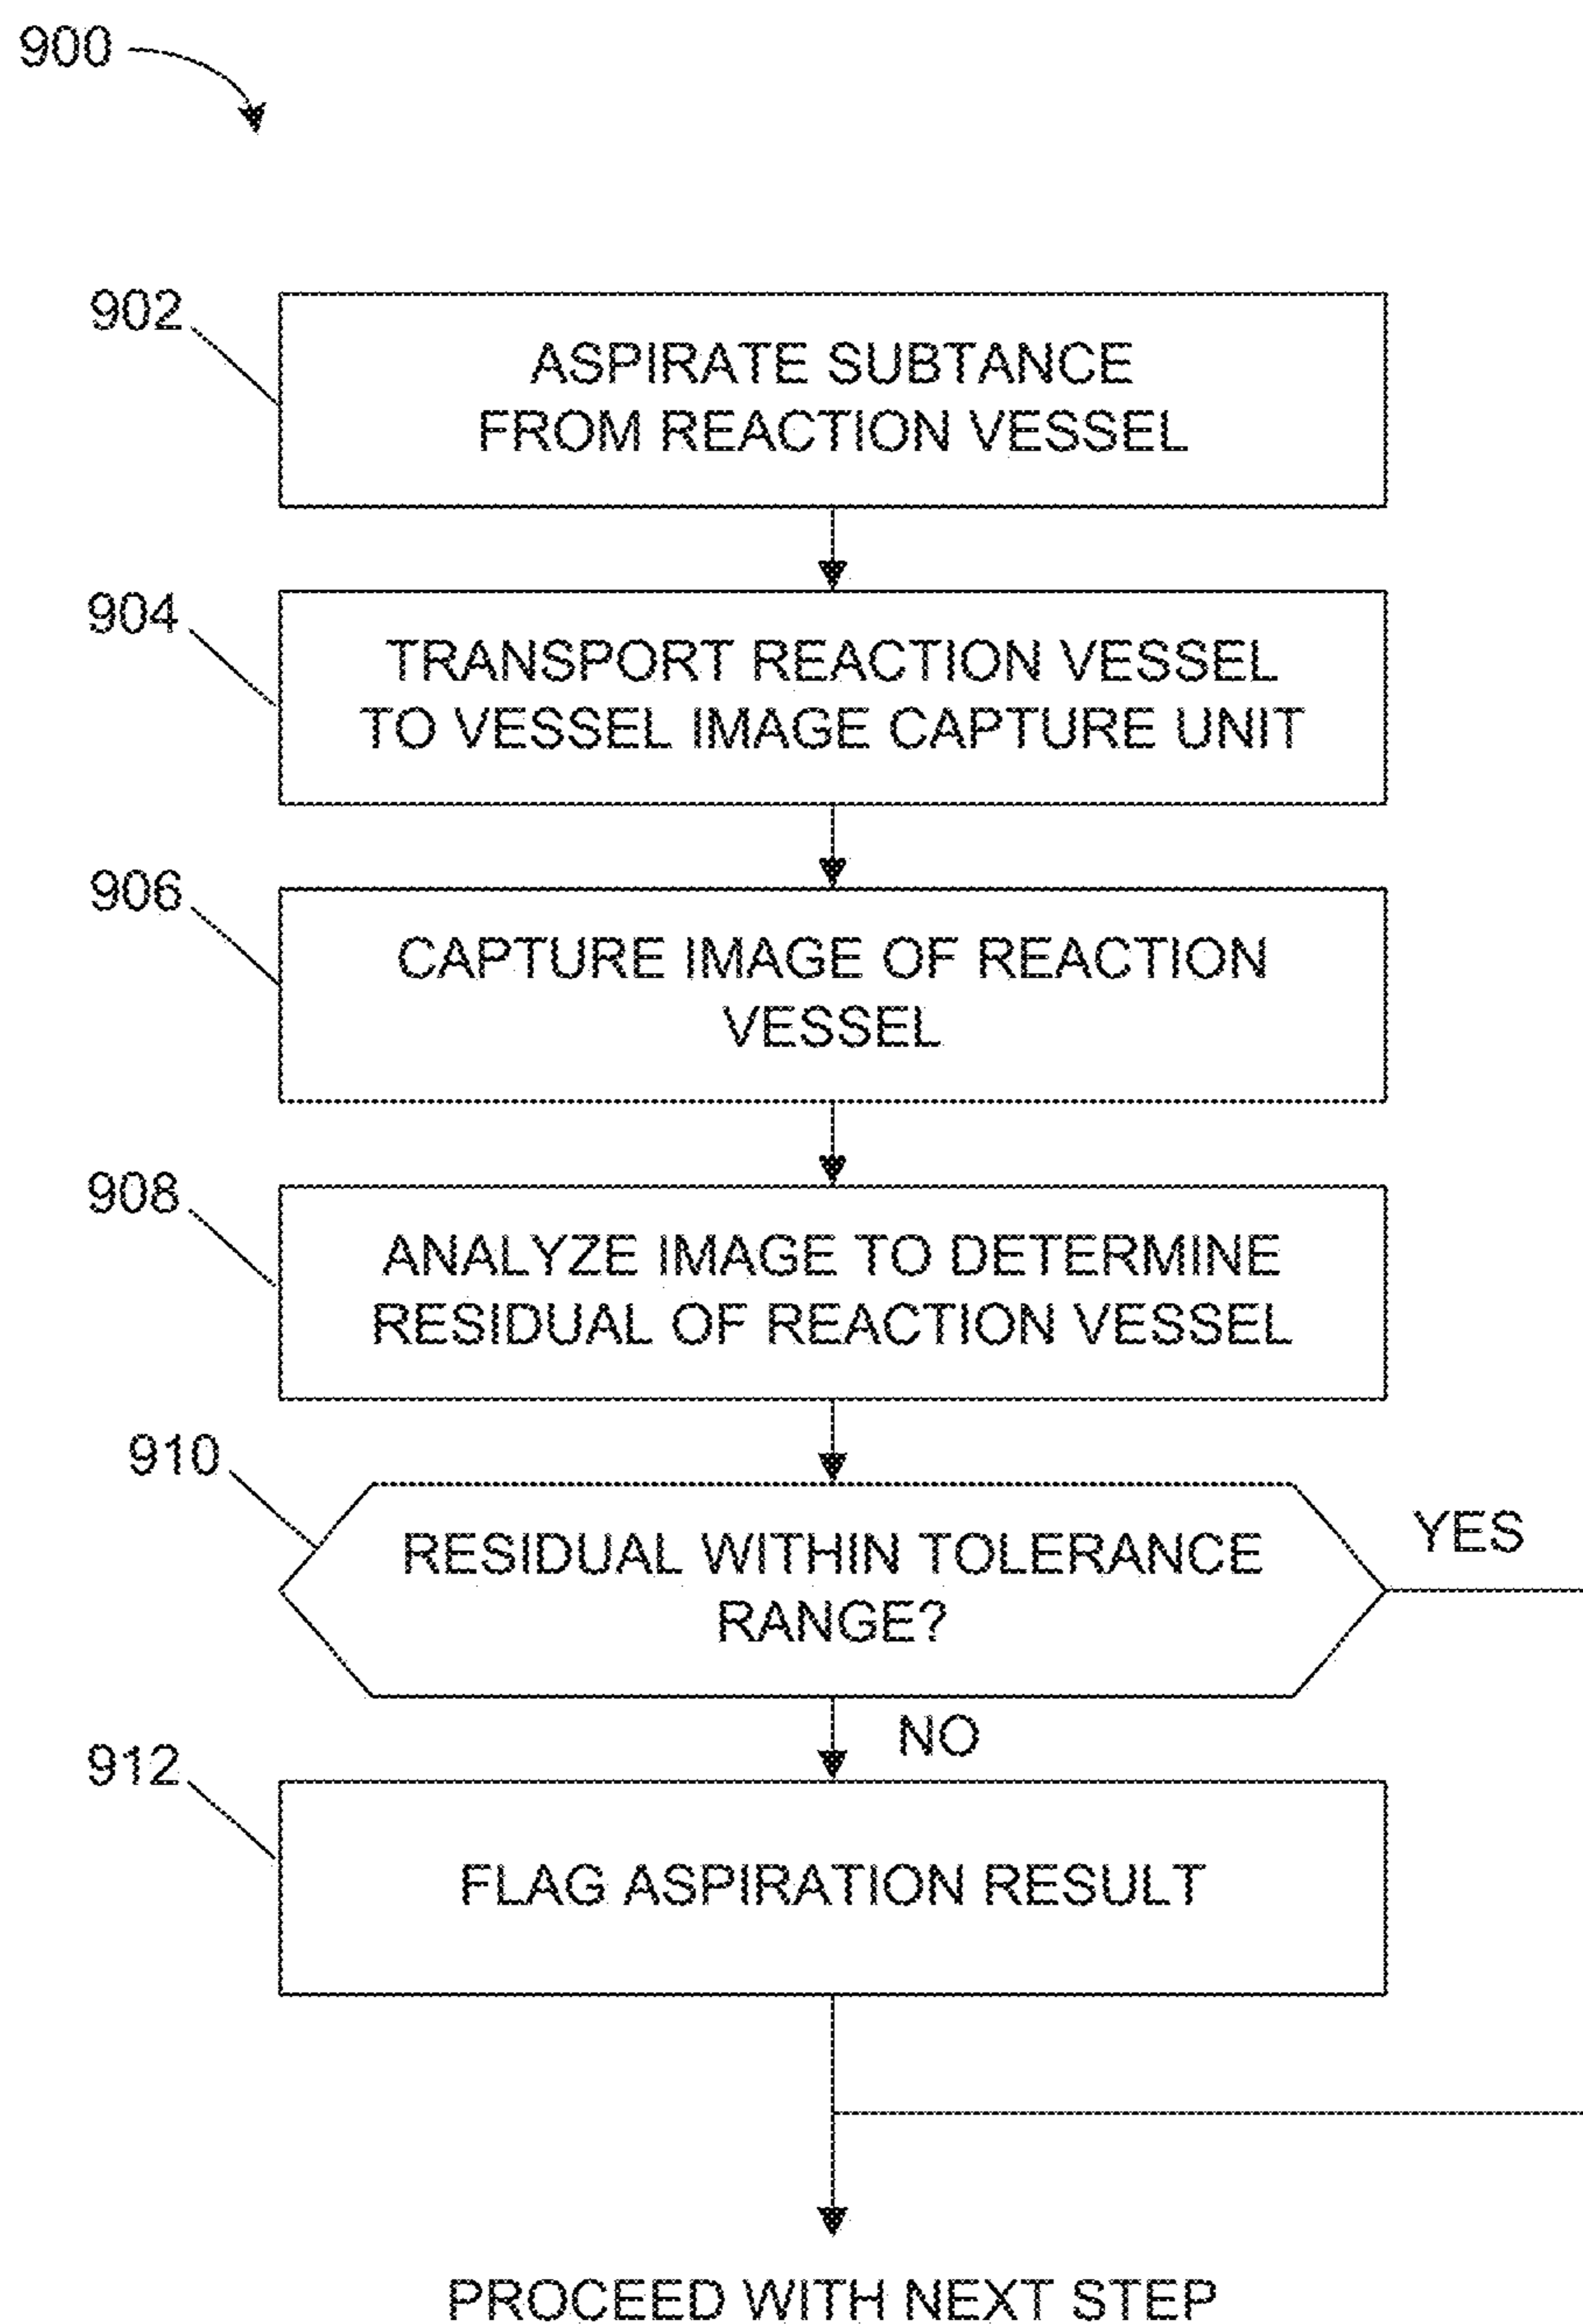 900
902
ASPIRATE SUBTANCE
FROM REACTION VESSEL
904
TRANSPORT REACTION VESSEL
TO VESSEL IMAGE CAPTURE UNIT
906
CAPTURE IMAGE OF REACTION
VESSEL
908
ANALYZE IMAGE TO DETERMINE
RESIDUAL OF REACTION VESSEL
910
RESIDUAL WITHIN TOLERANCE
RANGE?
YES
NO
912
FLAG ASPIRATION RESULT
PROCEED WITH NEXT STEP